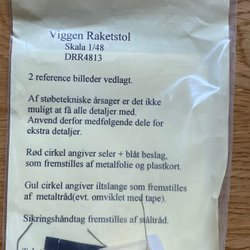 Viggen Raketstol
Skala 1/48
DRR4813
2 reference billeder vedlagt.
Af støbetekniske årsager er det ikke
muligt at få alle detaljer med.
Anvend derfor medfølgende dele for
ekstra detaljer.
Rød cirkel angiver seler + blåt beslag,
som fremstilles af metalfolie og plastkort.
Gul cirkel angiver iltslange som fremstilles
af metaltråd(evt. omviklet med tape).
Sikringshåndtag fremstilles af ståltråd.